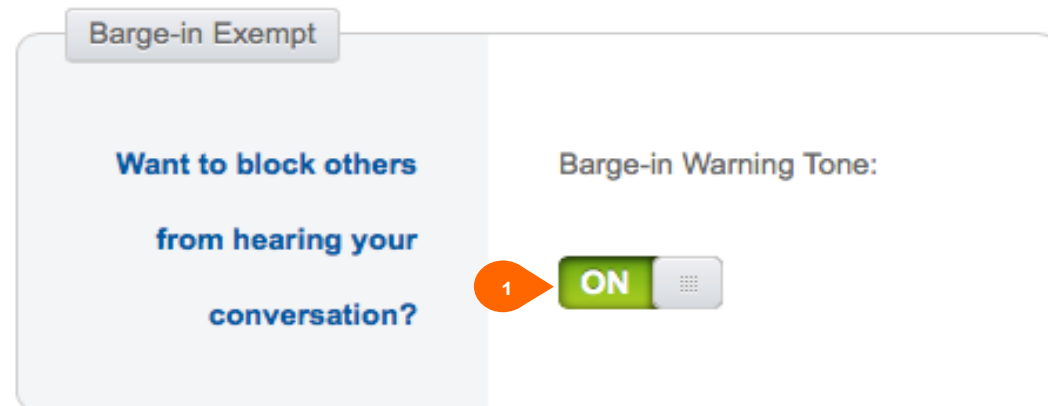 Barge-in Exempt
Want to block others
from hearing your
conversation?
Barge-in Warning Tone:
1
ON